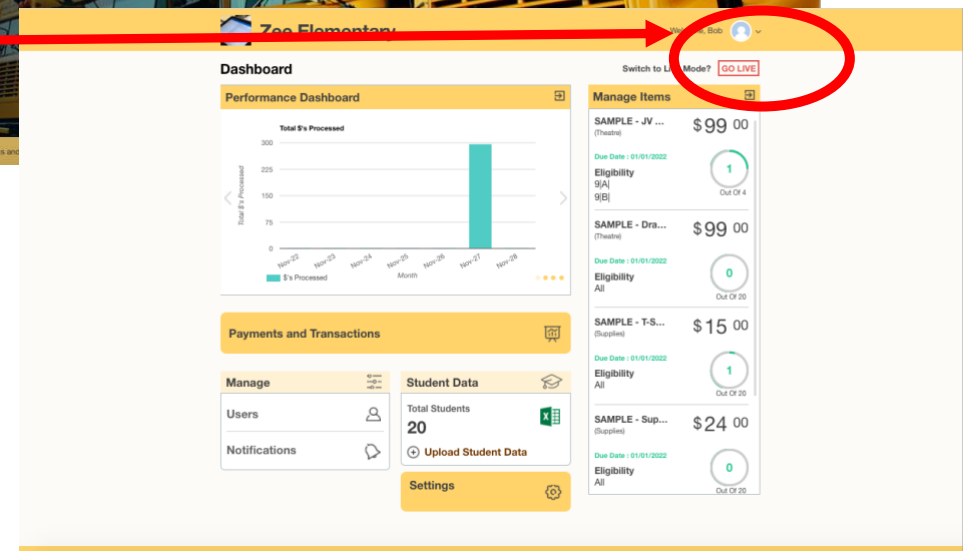 Zee Elementary
Bob
Dashboard
Switch to Mode? GO LIVE
Performance Dashboard
Total $'s Processed
300
225
150
75
0
Total $'s Processed
Nov-22 Nov-23 Nov-24 Nov-25 Nov-26 Nov-27 Nov-28
Month
$'s Processed
Payments and Transactions
Manage
Users
Notifications
Student Data
Total Students
20
Upload Student Data
Settings
Manage Items
SAMPLE - JV ... $99 00
(Theatre)
Due Date : 01/01/2022
Eligibility
9|A|
9|B|
1
Out Of 4
SAMPLE - Dra... $99 00
(Theatre)
Due Date : 01/01/2022
Eligibility
All
0
Out Of 20
SAMPLE - T-S... $15 00
(Supplies)
Due Date : 01/01/2022
Eligibility
All
1
Out Of 20
SAMPLE - Sup... $24 00
(Supplies)
Due Date : 01/01/2022
Eligibility
All
0
Out Of 20